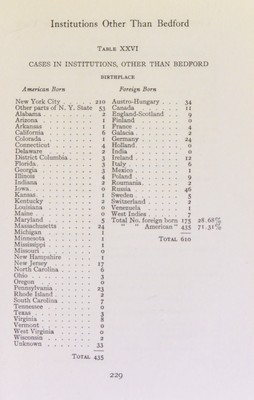 Institutions Other Than Bedford
TABLE XXVI
CASES IN INSTITUTIONS, OTHER THAN BEDFORD
BIRTHPLACE
American Born
New York City . . . . 210
Other parts of N. Y. State 53
Alabama . . . . . . 2
Arizona . . . . . . 1
Arkansas . . . . . . 1
California . . . . . . 6
Colorado . . . . . . 1
Connecticut . . . . . 4
Delaware . . . . . . 2
District Columbia . . . 3
Florida . . . . . . 3
Georgia . . . . . . 3
Illinois . . . . . . 4
Indiana . . . . . . 2
Iowa . . . . . . 0
Kansas . . . . . . 1
Kentucky . . . . . . 2
Louisiana . . . . . . 0
Maine . . . . . . 0
Maryland . . . . . . 5
Massachusetts . . . . 24
Michigan . . . . . . 1
Minnesota . . . . . . 1
Mississippi . . . . . 1
Missouri . . . . . . 0
New Hampshire . . . . 1
New Jersey . . . . . 17
North Carolina . . . . 6
Ohio . . . . . . 3
Oregon . . . . . . 0
Pennsylvania . . . . . 23
Rhode Island . . . . . 2
South Carolina . . . . 7
Tennessee . . . . . . 2
Texas . . . . . . 3
Virginia . . . . . . 8
Vermont . . . . . . 0
West Virginia . . . . 0
Wisconsin . . . . . . 2
Unknown . . . . . . 33
TOTAL 435
Foreign Born
Austro-Hungary . . . 34
Canada . . . . . . 11
England-Scotland . . 9
Finland . . . . . . 0
France . . . . . . 4
Galacia . . . . . . 2
Germany . . . . . . 24
Holland . . . . . . 0
India . . . . . . 0
Ireland . . . . . . 12
Italy . . . . . . 6
Mexico . . . . . . 1
Poland . . . . . . 9
Roumania . . . . . . 2
Russia . . . . . . 46
Sweden . . . . . . 5
Switzerland . . . . . 2
Venezuela . . . . . . 1
West Indies . . . . . 7
Total No. foreign born 175 28.68%
" " American " 435 71.31%
TOTAL 610
229